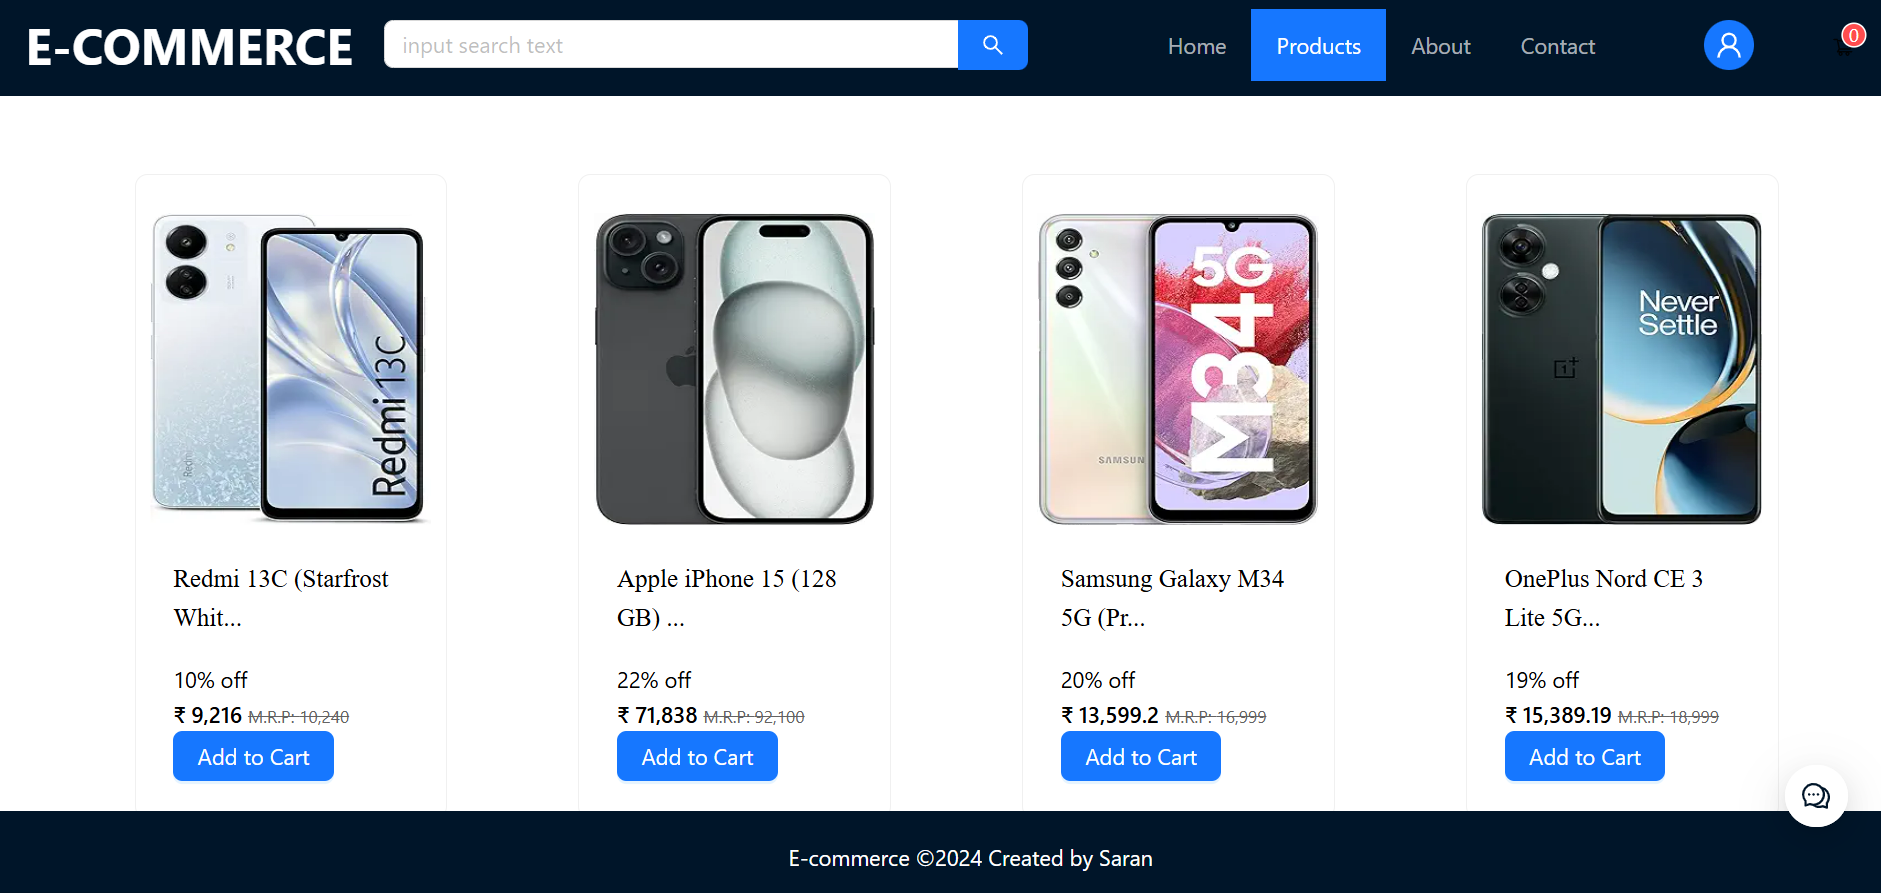 E-COMMERCE
input search text
Home
Products
About
Contact
0
Redmi 13C
5G
M34
SAMSUN
Never
Settle
Redmi 13C (Starfrost
Whit...
10% off
₹ 9,216 M.R.P: 10,240
Add to Cart
Apple iPhone 15 (128
GB) ...
22% off
₹ 71,838 M.R.P: 92,100
Add to Cart
Samsung Galaxy M34
5G (Pr...
20% off
₹ 13,599.2 M.R.P: 16,999
Add to Cart
OnePlus Nord CE 3
Lite 5G...
19% off
₹ 15,389.19 M.R.P: 18,999
Add to Cart
E-commerce ©2024 Created by Saran